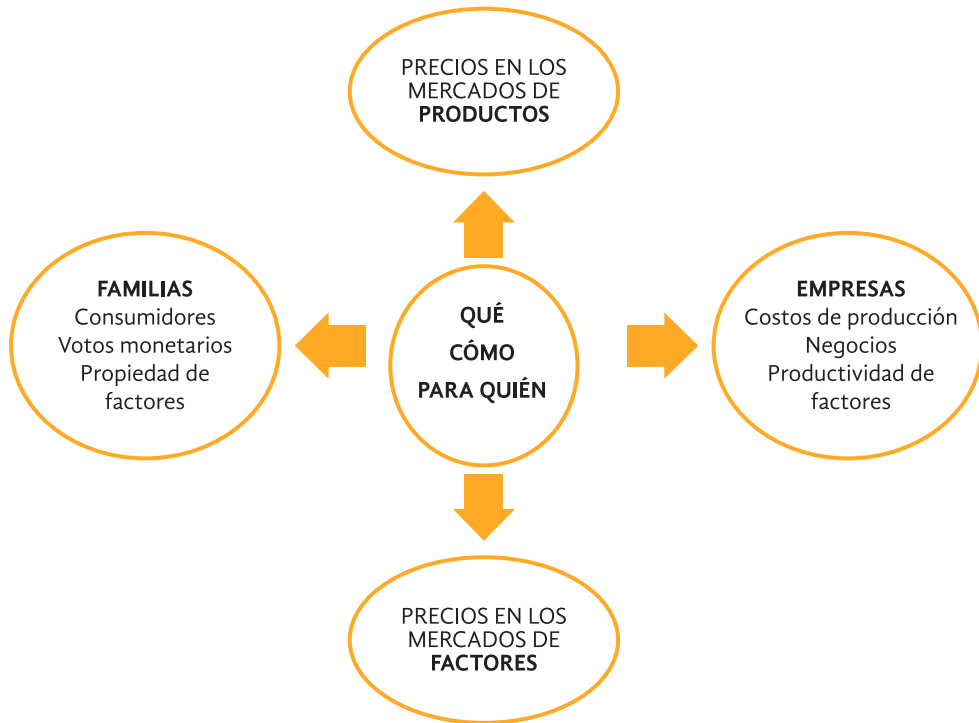 PRECIOS EN LOS
MERCADOS DE
PRODUCTOS
FAMILIAS
Consumidores
Votos monetarios
Propiedad de
factores
QUÉ
CÓMO
PARA QUIÉN
EMPRESAS
Costos de producción
Negocios
Productividad de
factores
PRECIOS EN LOS
MERCADOS DE
FACTORES